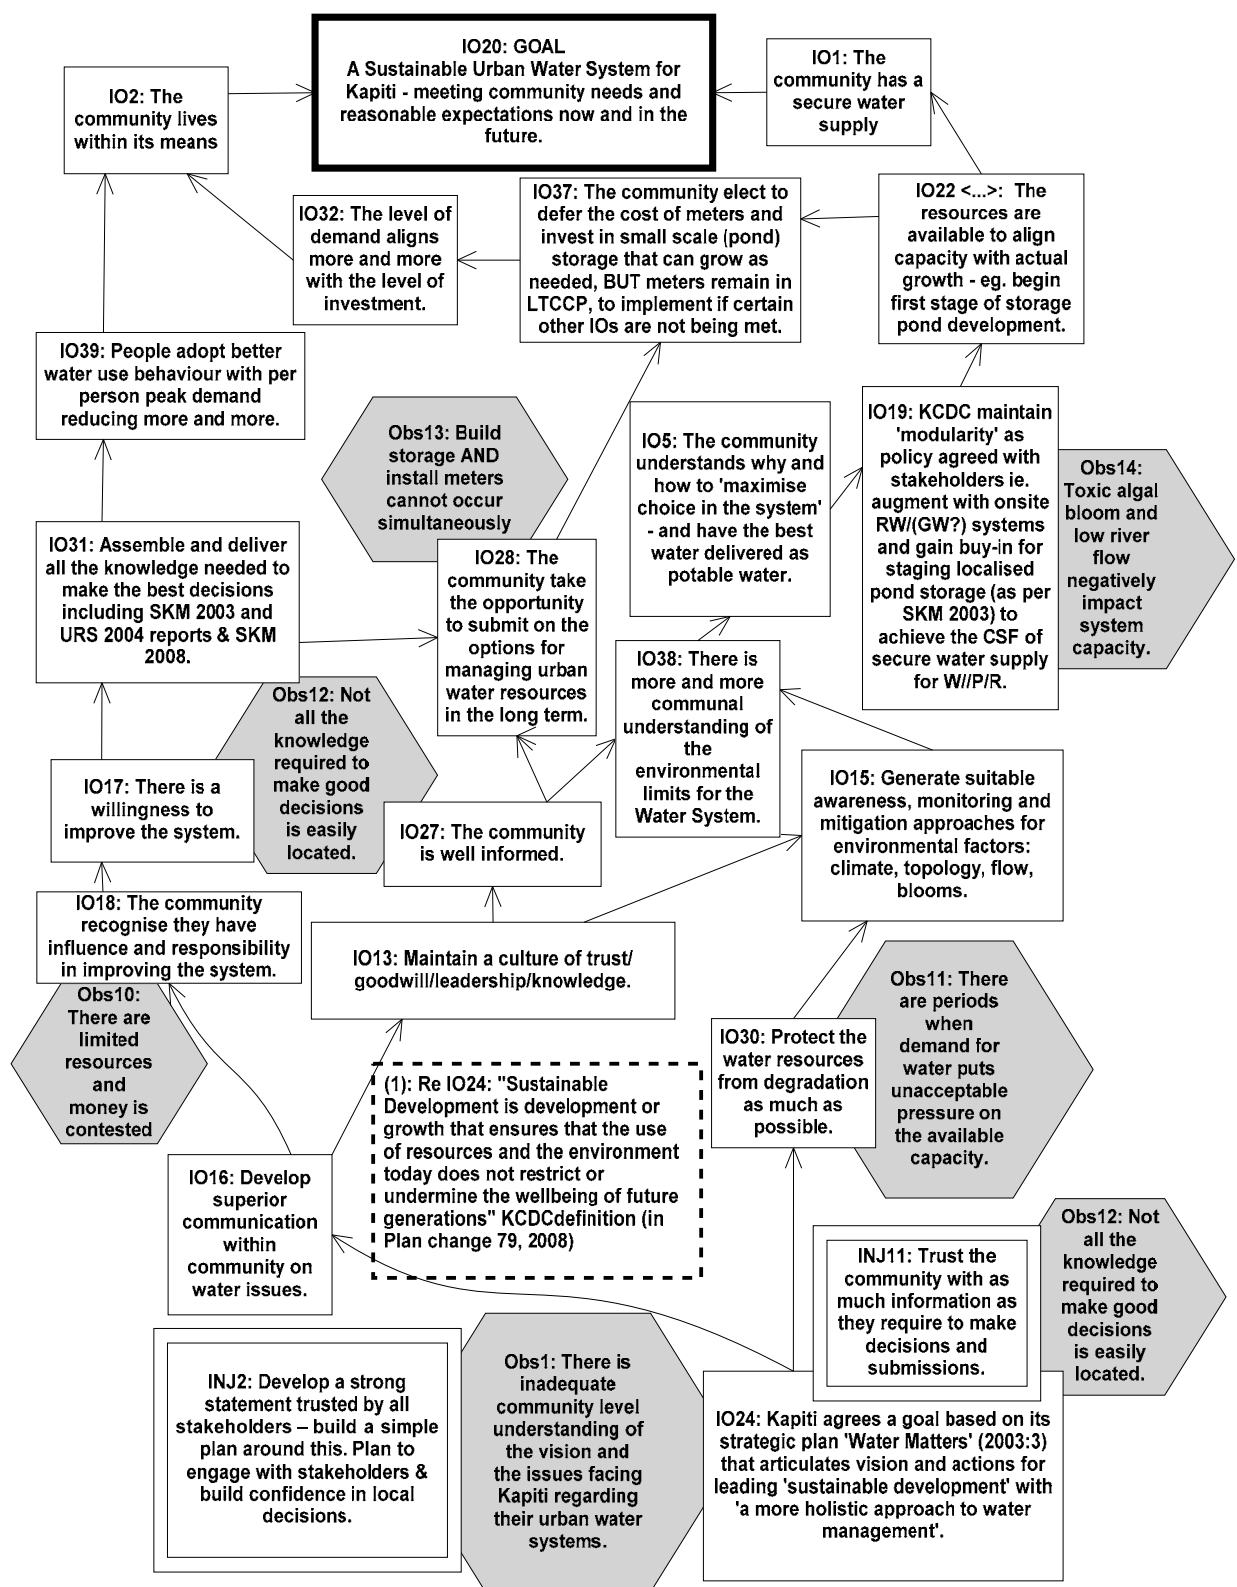 IO20: GOAL
A Sustainable Urban Water System for
Kapiti - meeting community needs and
reasonable expectations now and in the
future.
IO1: The
community has a
secure water
supply
IO2: The
community lives
within its means
IO32: The level of
demand aligns
more and more
with the level of
investment.
IO37: The community elect to
defer the cost of meters and
invest in small scale (pond)
storage that can grow as
needed, BUT meters remain in
LTCCP, to implement if certain
other IOs are not being met.
IO22 <...>: The
resources are
available to align
capacity with actual
growth - eg. begin
first stage of storage
pond development.
IO39: People adopt better
water use behaviour with per
person peak demand
reducing more and more.
Obs13: Build
storage AND
install meters
cannot occur
simultaneously
IO5: The community
understands why and
how to 'maximise
choice in the system'
- and have the best
water delivered as
potable water.
IO19: KCDC maintain
'modularity' as
policy agreed with
stakeholders ie.
augment with onsite
RW/(GW?) systems
and gain buy-in for
staging localised
pond storage (as per
SKM 2003) to
achieve the CSF of
secure water supply
for W//P/R.
Obs14:
Toxic algal
bloom and
low river
flow
negatively
impact
system
capacity.
IO31: Assemble and deliver
all the knowledge needed to
make the best decisions
including SKM 2003 and
URS 2004 reports & SKM
2008.
IO28: The
community take
the opportunity
to submit on the
options for
managing urban
water resources
in the long term.
IO38: There is
more and more
communal
understanding of
the
environmental
limits for the
Water System.
Obs12: Not
all the
knowledge
required to
make good
decisions
is easily
located.
IO17: There is a
willingness to
improve the system.
IO27: The community
is well informed.
IO15: Generate suitable
awareness, monitoring and
mitigation approaches for
environmental factors:
climate, topology, flow,
blooms.
IO18: The community
recognise they have
influence and responsibility
in improving the system.
IO13: Maintain a culture of trust/
goodwill/leadership/knowledge.
Obs10:
There are
limited
resources
and
money is
contested
Obs11: There
are periods
when
demand for
water puts
unacceptable
pressure on
the available
capacity.
IO30: Protect the
water resources
from degradation
as much as
possible.
(1): Re IO24: "Sustainable
Development is development or
growth that ensures that the use
of resources and the environment
today does not restrict or
undermine the wellbeing of future
generations" KCDCdefinition (in
Plan change 79, 2008)
IO16: Develop
superior
communication
within
community on
water issues.
INJ11: Trust the
community with as
much information as
they require to make
decisions and
submissions.
Obs12: Not
all the
knowledge
required to
make good
decisions
is easily
located.
INJ2: Develop a strong
statement trusted by all
stakeholders – build a simple
plan around this. Plan to
engage with stakeholders &
build confidence in local
decisions.
Obs1: There is
inadequate
community level
understanding of
the vision and
the issues facing
Kapiti regarding
their urban water
systems.
IO24: Kapiti agrees a goal based on its
strategic plan 'Water Matters' (2003:3)
that articulates vision and actions for
leading 'sustainable development' with
'a more holistic approach to water
management'.